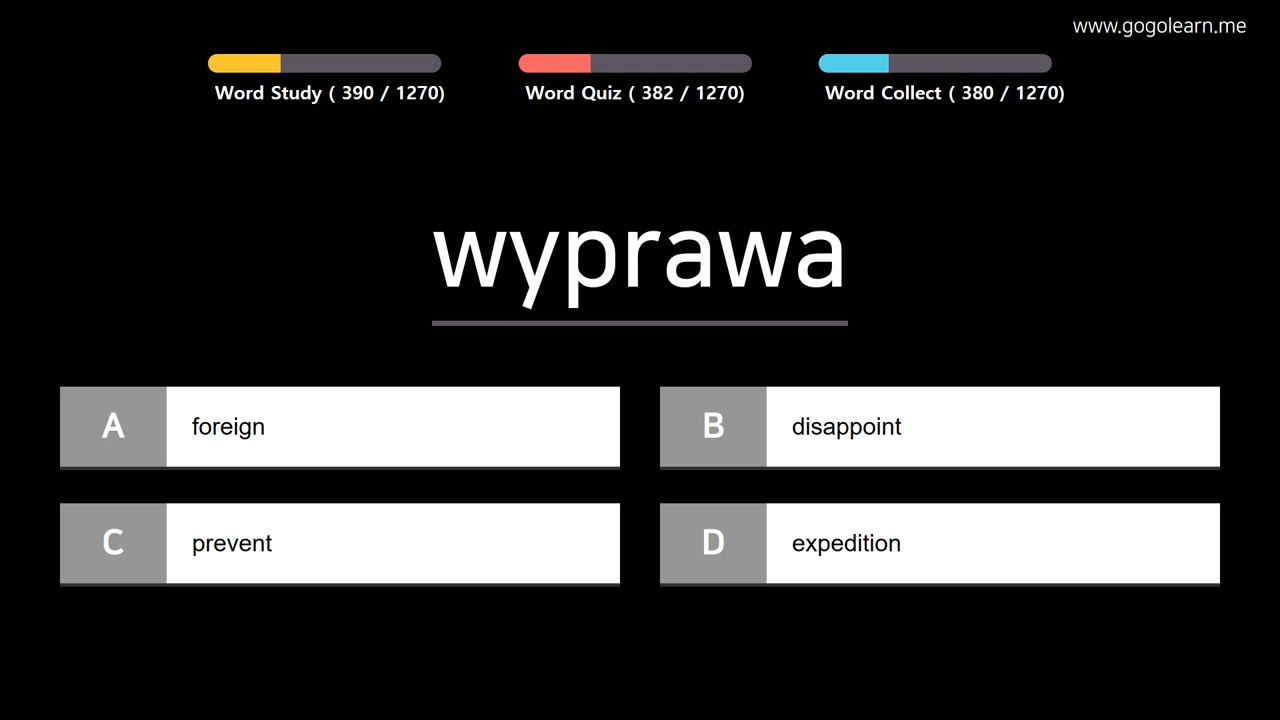 www.gogolearn.me
Word Study ( 390 / 1270)
Word Quiz ( 382 / 1270)
Word Collect ( 380 / 1270)
wyprawa
A foreign
B disappoint
C prevent
D expedition